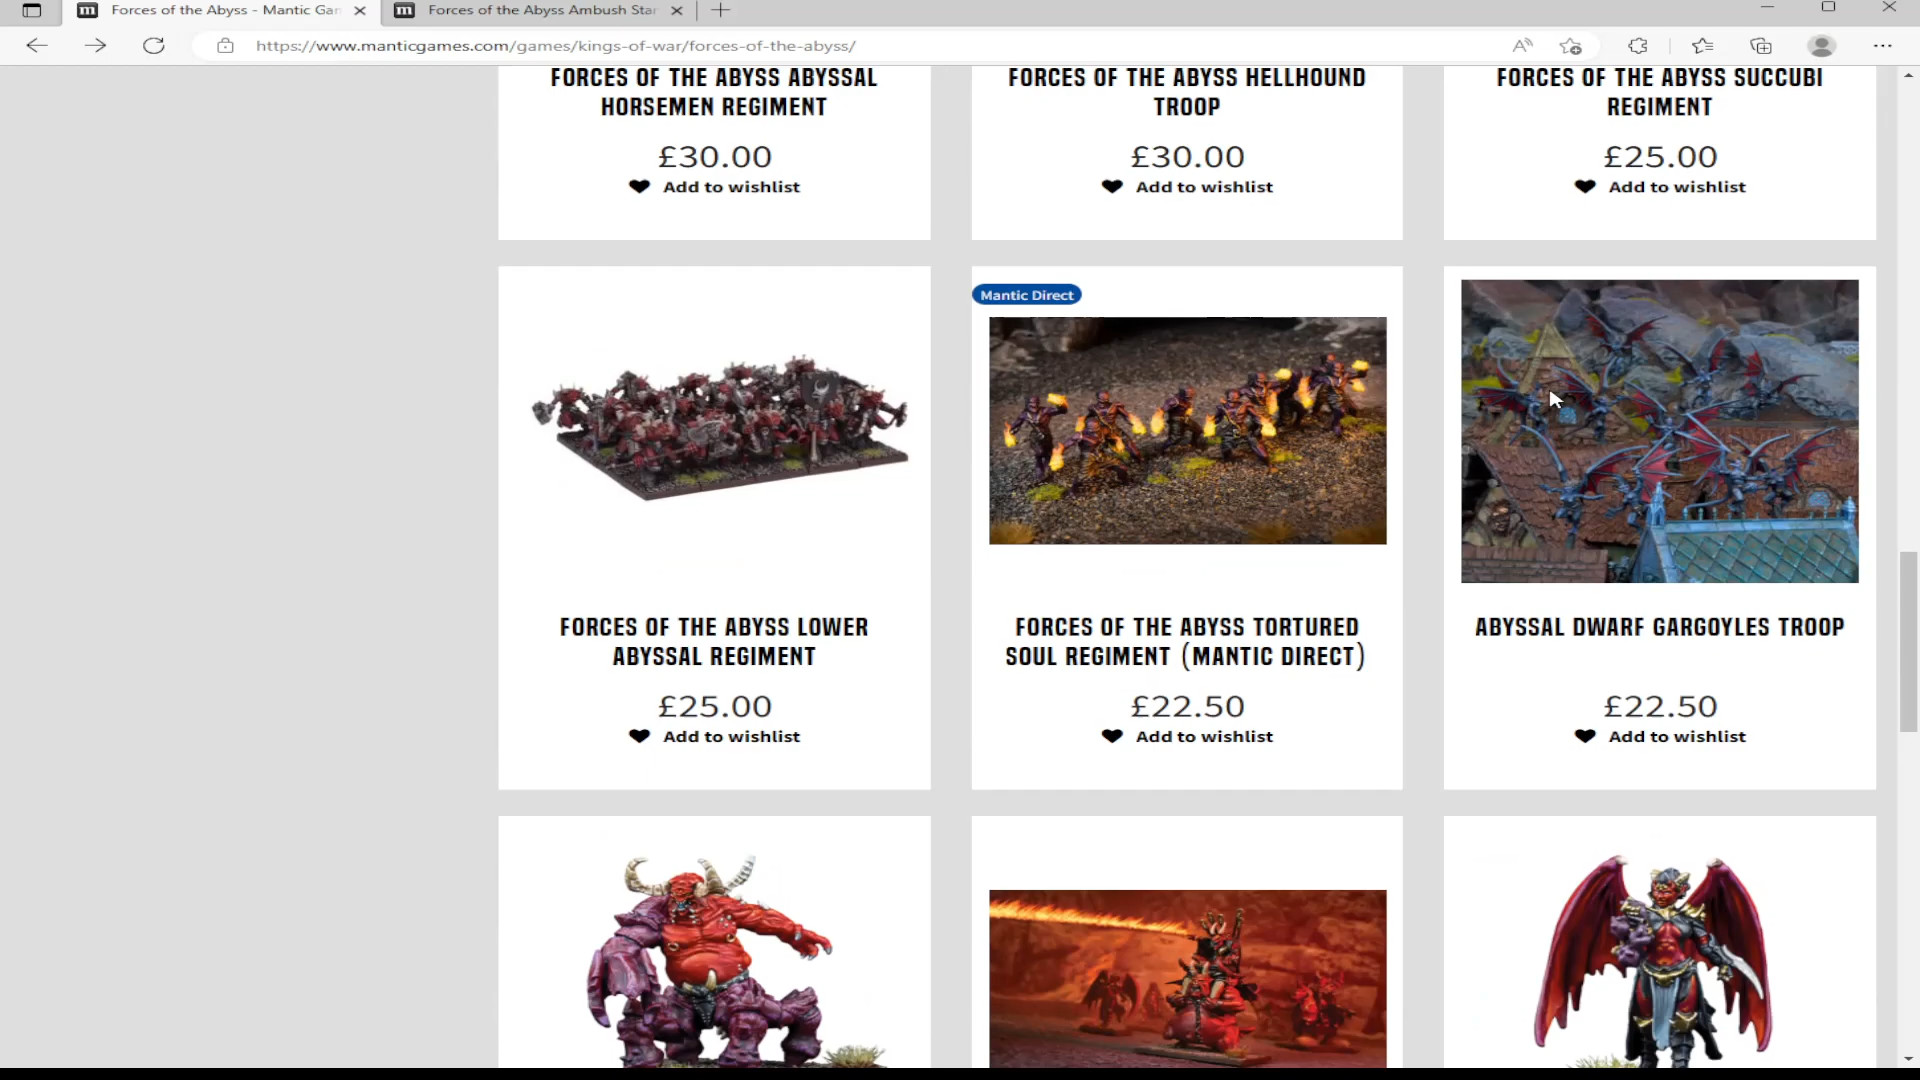 Forces of the Abyss - Mantic Gar
Forces of the Abyss Ambush Star
https://www.manticgames.com/games/kings-of-war/forces-of-the-abyss/
FORCES OF THE ABYSS ABYSSAL
HORSEMEN REGIMENT
£30.00
Add to wishlist
FORCES OF THE ABYSS HELLHOUND
TROOP
£30.00
Add to wishlist
FORCES OF THE ABYSS SUCCUBI
REGIMENT
£25.00
Add to wishlist
FORCES OF THE ABYSS LOWER
ABYSSAL REGIMENT
£25.00
Add to wishlist
Mantic Direct
FORCES OF THE ABYSS TORTURED
SOUL REGIMENT (MANTIC DIRECT)
£22.50
Add to wishlist
ABYSSAL DWARF GARGOYLES TROOP
£22.50
Add to wishlist